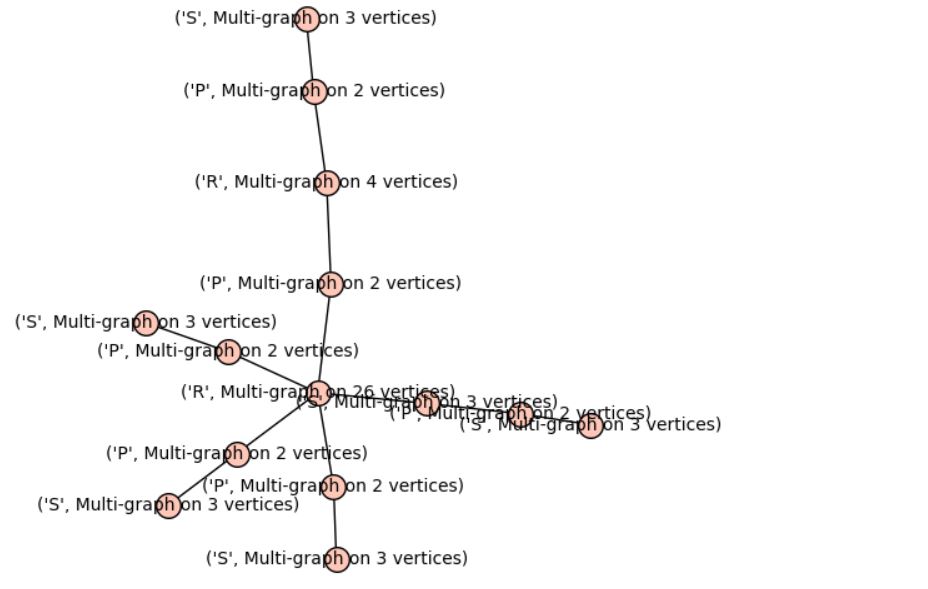 ('S', Multi-graph on 3 vertices)
('P', Multi-graph on 2 vertices)
('R', Multi-graph on 4 vertices)
('P', Multi-graph on 2 vertices)
('S', Multi-graph on 3 vertices)
('P', Multi-graph on 2 vertices)
('R', Multi-graph on 26 vertices)
('S', Multi-graph on 3 vertices)
('P', Multi-graph on 2 vertices)
('S', Multi-graph on 3 vertices)
('P', Multi-graph on 2 vertices)
('P', Multi-graph on 2 vertices)
('S', Multi-graph on 3 vertices)
('S', Multi-graph on 3 vertices)